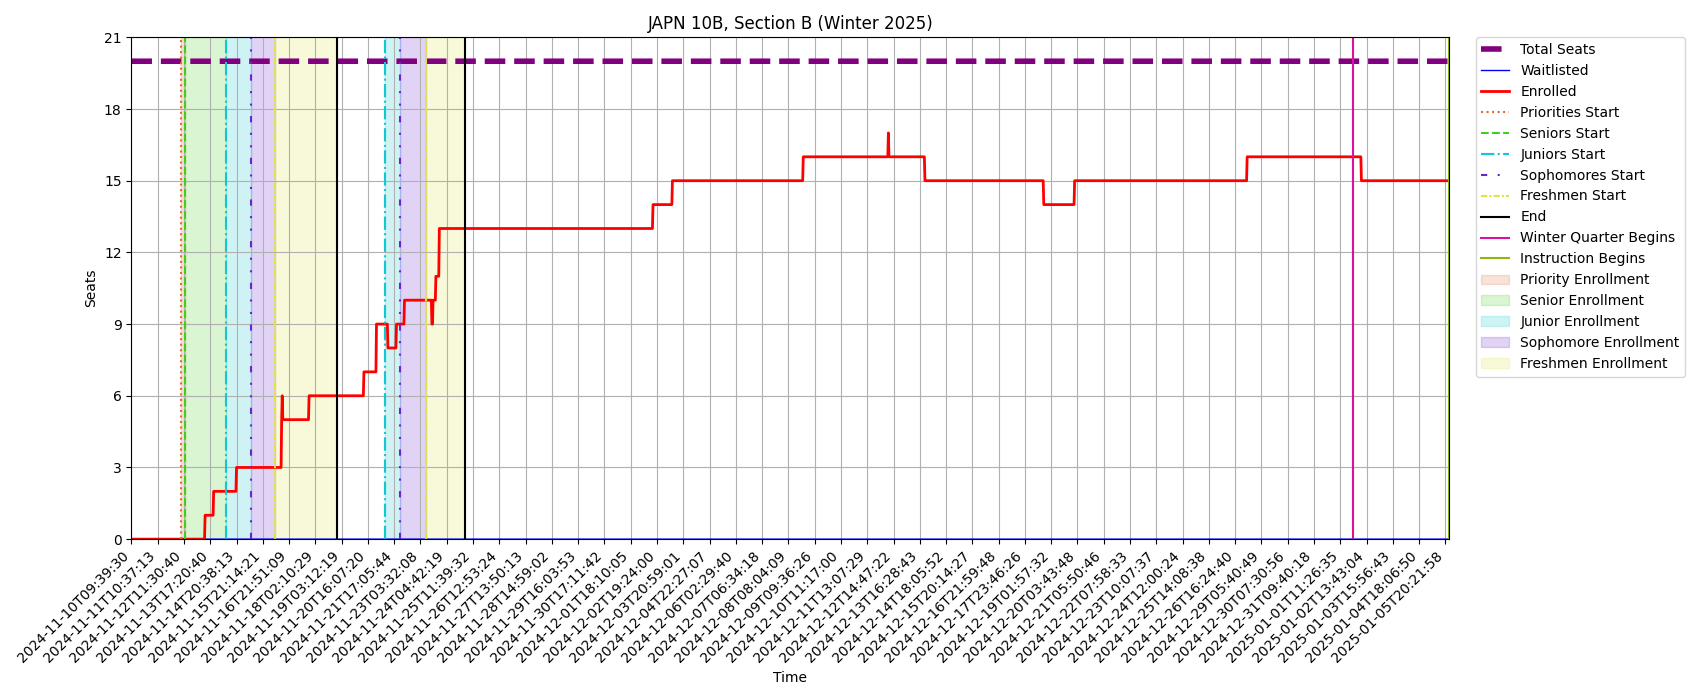 JAPN 10B, Section B (Winter 2025)
21
18
15
12
9
6
3
0
Seats
2024-11-10T09:39:30
2024-11-11T10:37:13
2024-11-12T11:30:40
2024-11-13T17:20:40
2024-11-14T20:38:13
2024-11-15T21:14:21
2024-11-16T21:51:09
2024-11-18T02:10:29
2024-11-19T03:12:19
2024-11-20T16:07:20
2024-11-21T17:05:44
2024-11-23T03:32:08
2024-11-24T04:42:19
2024-11-25T11:39:32
2024-11-26T12:53:24
2024-11-27T13:50:13
2024-11-28T14:59:02
2024-11-29T16:03:53
2024-11-30T17:11:42
2024-12-01T18:10:05
2024-12-02T19:24:00
2024-12-03T20:59:01
2024-12-04T22:27:07
2024-12-06T02:29:40
2024-12-07T06:34:18
2024-12-08T08:04:09
2024-12-09T09:36:26
2024-12-10T11:17:00
2024-12-11T13:07:29
2024-12-12T14:47:22
2024-12-13T16:28:43
2024-12-14T18:05:52
2024-12-15T20:14:27
2024-12-16T21:59:48
2024-12-17T23:46:26
2024-12-19T01:57:32
2024-12-20T03:43:48
2024-12-21T05:50:46
2024-12-22T07:58:33
2024-12-23T10:07:37
2024-12-24T12:00:24
2024-12-25T14:08:38
2024-12-26T16:24:40
2024-12-29T05:40:49
2024-12-30T07:30:56
2024-12-31T09:40:18
2025-01-01T11:26:35
2025-01-02T13:43:04
2025-01-03T15:56:43
2025-01-04T18:06:50
2025-01-05T20:21:58
Time
Total Seats
Waitlisted
Enrolled
Priorities Start
Seniors Start
Juniors Start
Sophomores Start
Freshmen Start
End
Winter Quarter Begins
Instruction Begins
Priority Enrollment
Senior Enrollment
Junior Enrollment
Sophomore Enrollment
Freshmen Enrollment